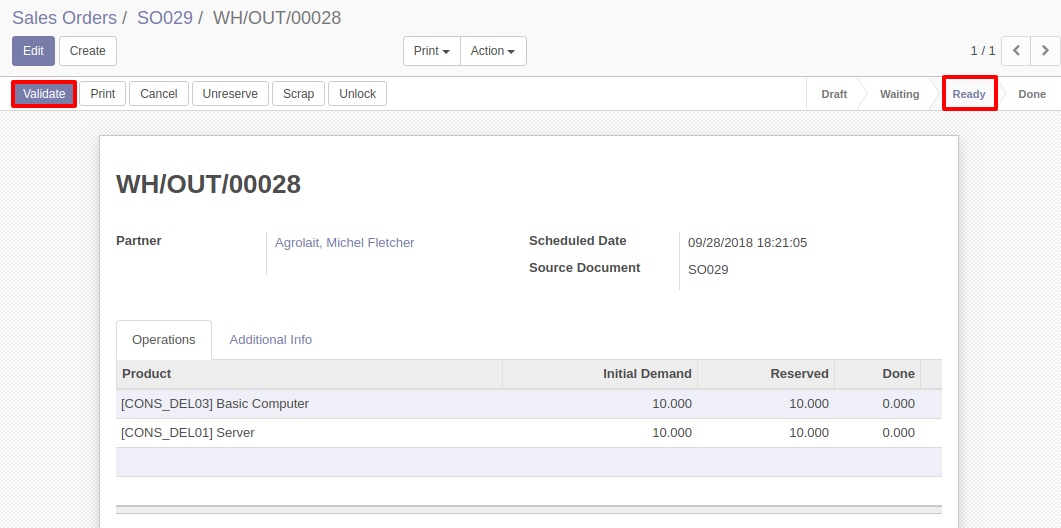 Sales Orders / SO029 / WH/OUT/00028
Edit Create Print Action 1 / 1
Validate Print Cancel Unreserve Scrap Unlock Draft Waiting Ready Done
WH/OUT/00028
Partner Agrolait, Michel Fletcher Scheduled Date 09/28/2018 18:21:05
Source Document SO029
Operations Additional Info
Product Initial Demand Reserved Done
[CONS_DEL03] Basic Computer 10.000 10.000 0.000
[CONS_DEL01] Server 10.000 10.000 0.000